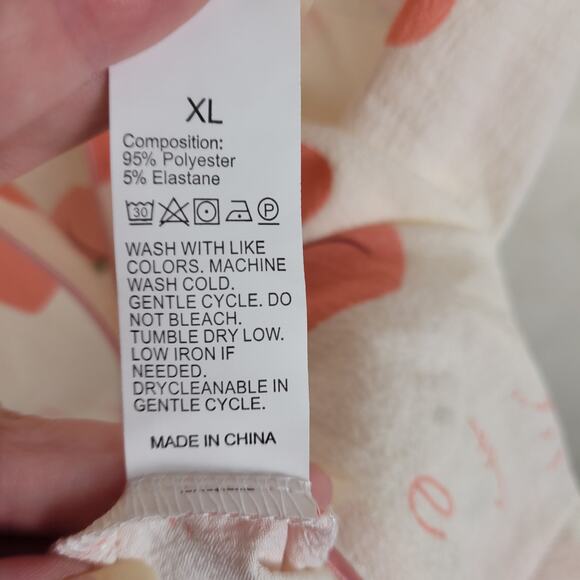 XL
Composition:
95% Polyester
5% Elastane
30 P
WASH WITH LIKE
COLORS. MACHINE
WASH COLD.
GENTLE CYCLE. DO
NOT BLEACH.
TUMBLE DRY LOW.
LOW IRON IF
NEEDED.
DRYCLEANABLE IN
GENTLE CYCLE.
MADE IN CHINA